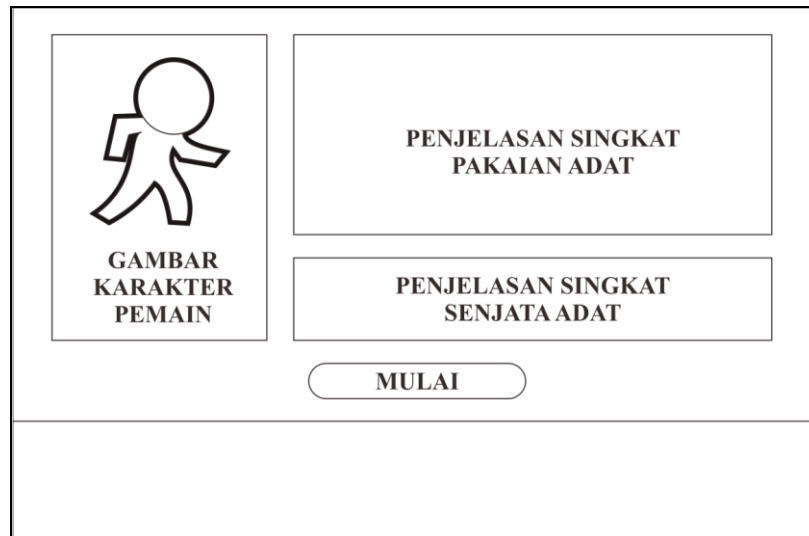 GAMBAR
KARAKTER
PEMAIN
PENJELASAN SINGKAT
PAKAIAN ADAT
PENJELASAN SINGKAT
SENJATA ADAT
MULAI